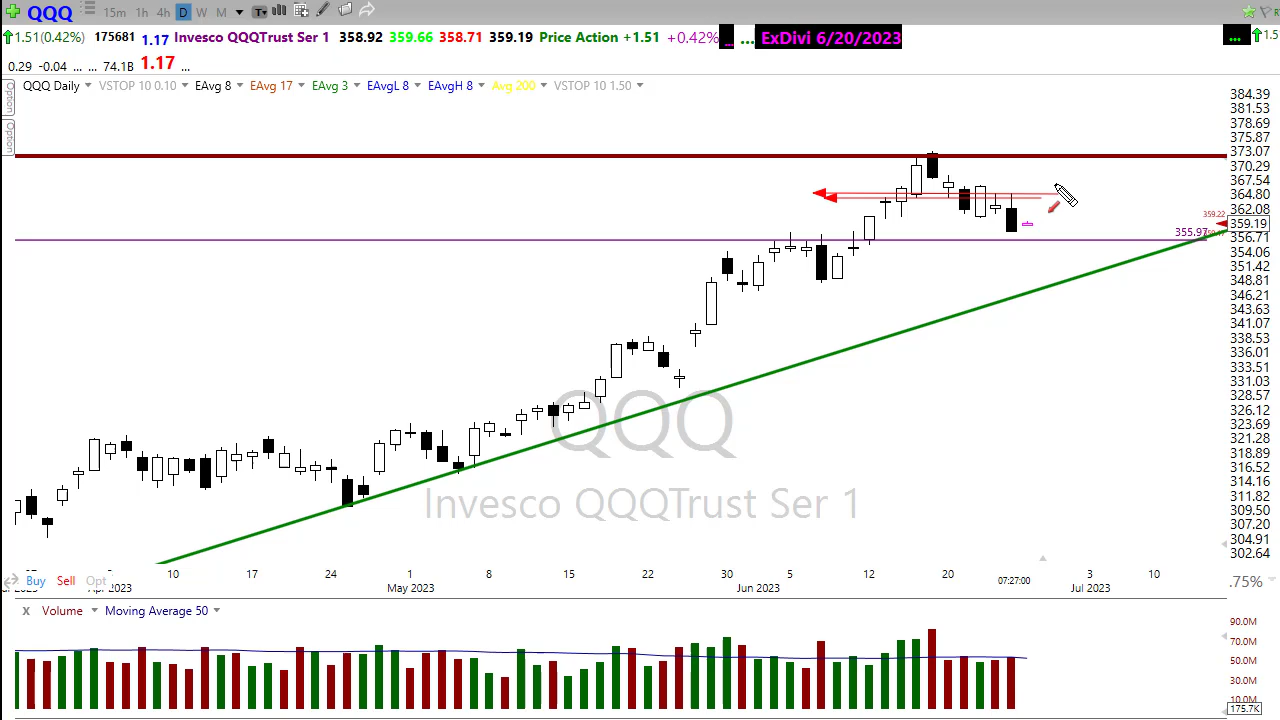 QQQ 15m 1h 4h D W M T
1.51(0.42%) 175681 1.17 Invesco QQQTrust Ser 1 358.92 359.66 358.71 359.19 Price Action +1.51 +0.42% ... ... ExDivi 6/20/2023 ... 1.5
0.29 -0.04 ... ... 74.1B 1.17 ...
QQQ Daily VSTOP 10 0.10 EAvg 8 EAvg 17 EAvg 3 EAvgL 8 EAvgH 8 Avg 200 VSTOP 10 1.50
Option
Option
384.39
381.53
378.69
375.87
373.07
370.29
367.54
364.80
362.08
359.22
359.19
355.97
356.71
354.06
351.42
348.81
346.21
343.63
341.07
338.53
336.01
333.51
331.03
328.57
326.12
323.69
321.28
318.89
316.52
314.16
311.82
309.50
307.20
304.91
302.64
QQQ
Invesco QQQTrust Ser 1
10 17 24 1 8 15 22 30 5 12 20 07:27:00 3 10
Buy Sell Opt .75%
Apr 2023 May 2023 Jun 2023 Jul 2023
X Volume Moving Average 50
90.0M
70.0M
50.0M
30.0M
10.0M
175.7K